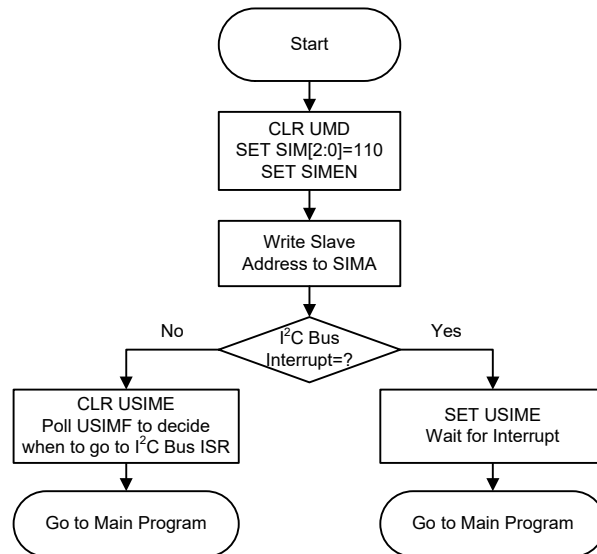 Start
CLR UMD
SET SIM[2:0]=110
SET SIMEN
Write Slave
Address to SIMA
No
I²C Bus
Interrupt=?
Yes
CLR USIME
Poll USIMF to decide
when to go to I²C Bus ISR
SET USIME
Wait for Interrupt
Go to Main Program
Go to Main Program